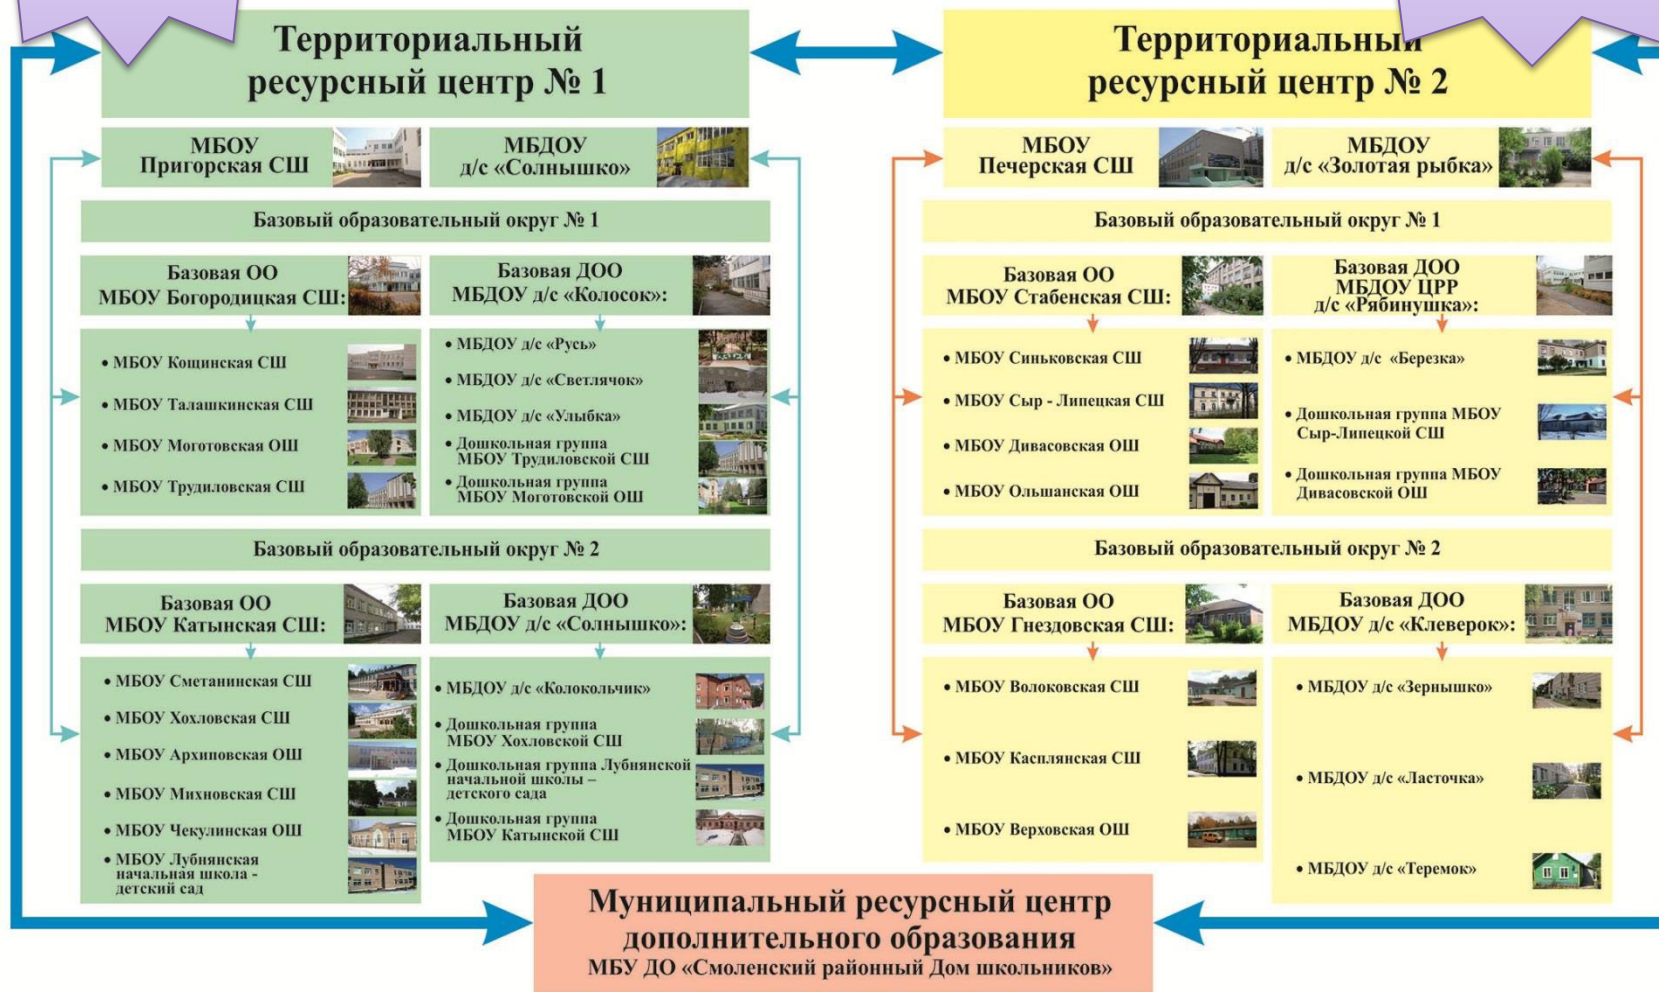 Территориальный
ресурсный центр № 1
МБОУ
Пригорская СШ
МБДОУ
д/с «Солнышко»
Базовый образовательный округ № 1
Базовая ОО
МБОУ Богородицкая СШ:
• МБОУ Кощинская СШ
• МБОУ Талашкинская СШ
• МБОУ Моготовская ОШ
• МБОУ Трудиловская СШ
Базовая ДОО
МБДОУ д/с «Колосок»:
• МБДОУ д/с «Русь»
• МБДОУ д/с «Светлячок»
• МБДОУ д/с «Улыбка»
• Дошкольная группа
МБОУ Трудиловской СШ
• Дошкольная группа
МБОУ Моготовской ОШ
Базовый образовательный округ № 2
Базовая ОО
МБОУ Катынская СШ:
• МБОУ Сметанинская СШ
• МБОУ Хохловская СШ
• МБОУ Архиповская ОШ
• МБОУ Михновская СШ
• МБОУ Чекулинская ОШ
• МБОУ Лубнянская
начальная школа -
детский сад
Базовая ДОО
МБДОУ д/с «Солнышко»:
• МБДОУ д/с «Колокольчик»
• Дошкольная группа
МБОУ Хохловской СШ
• Дошкольная группа Лубнянской
начальной школы –
детского сада
• Дошкольная группа
МБОУ Катынской СШ
Территориальный
ресурсный центр № 2
МБОУ
Печерская СШ
МБДОУ
д/с «Золотая рыбка»
Базовый образовательный округ № 1
Базовая ОО
МБОУ Стабенская СШ:
• МБОУ Синьковская СШ
• МБОУ Сыр - Липецкая СШ
• МБОУ Дивасовская ОШ
• МБОУ Ольшанская ОШ
Базовая ДОО
МБДОУ ЦРР
д/с «Рябинушка»:
• МБДОУ д/с «Березка»
• Дошкольная группа МБОУ
Сыр-Липецкой СШ
• Дошкольная группа МБОУ
Дивасовской ОШ
Базовый образовательный округ № 2
Базовая ОО
МБОУ Гнездовская СШ:
• МБОУ Волоковская СШ
• МБОУ Касплянская СШ
• МБОУ Верховская ОШ
Базовая ДОО
МБДОУ д/с «Клеверок»:
• МБДОУ д/с «Зернышко»
• МБДОУ д/с «Ласточка»
• МБДОУ д/с «Теремок»
Муниципальный ресурсный центр
дополнительного образования
МБУ ДО «Смоленский районный Дом школьников»